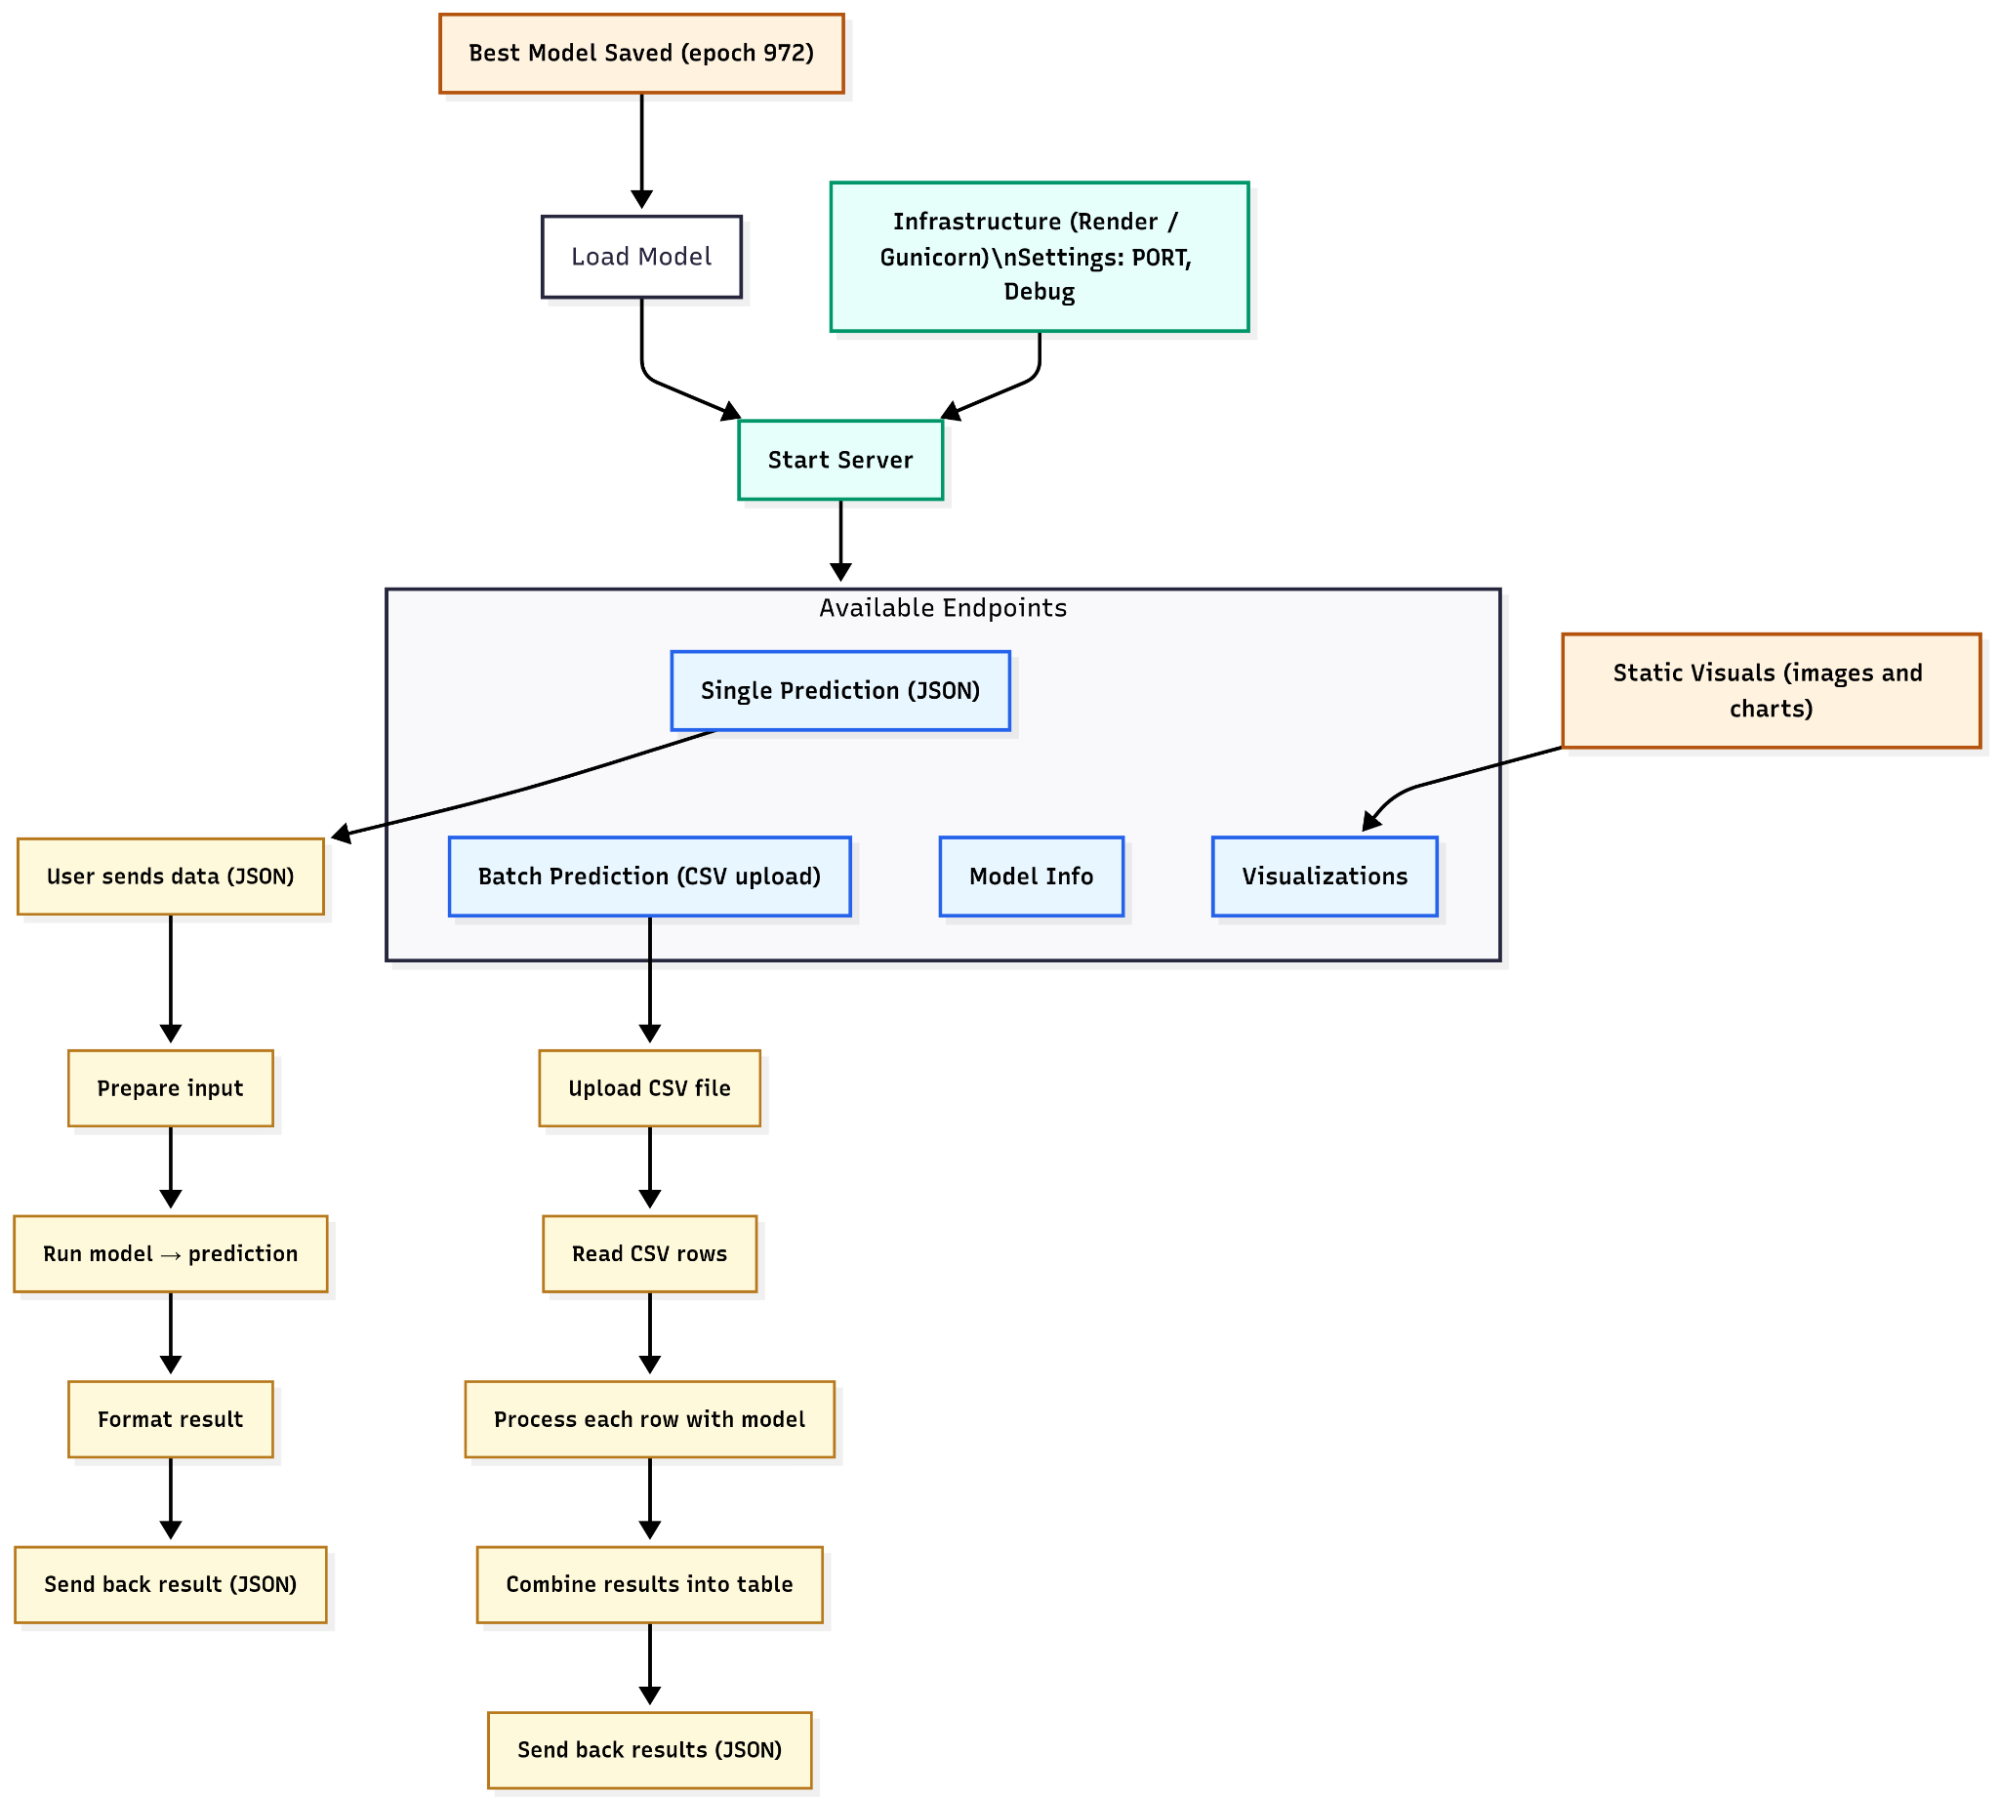 Best Model Saved (epoch 972)
Load Model
Infrastructure (Render /
Gunicorn)\nSettings: PORT,
Debug
Start Server
Available Endpoints
Single Prediction (JSON)
Static Visuals (images and
charts)
User sends data (JSON)
Batch Prediction (CSV upload)
Model Info
Visualizations
Prepare input
Upload CSV file
Run model → prediction
Read CSV rows
Format result
Process each row with model
Send back result (JSON)
Combine results into table
Send back results (JSON)